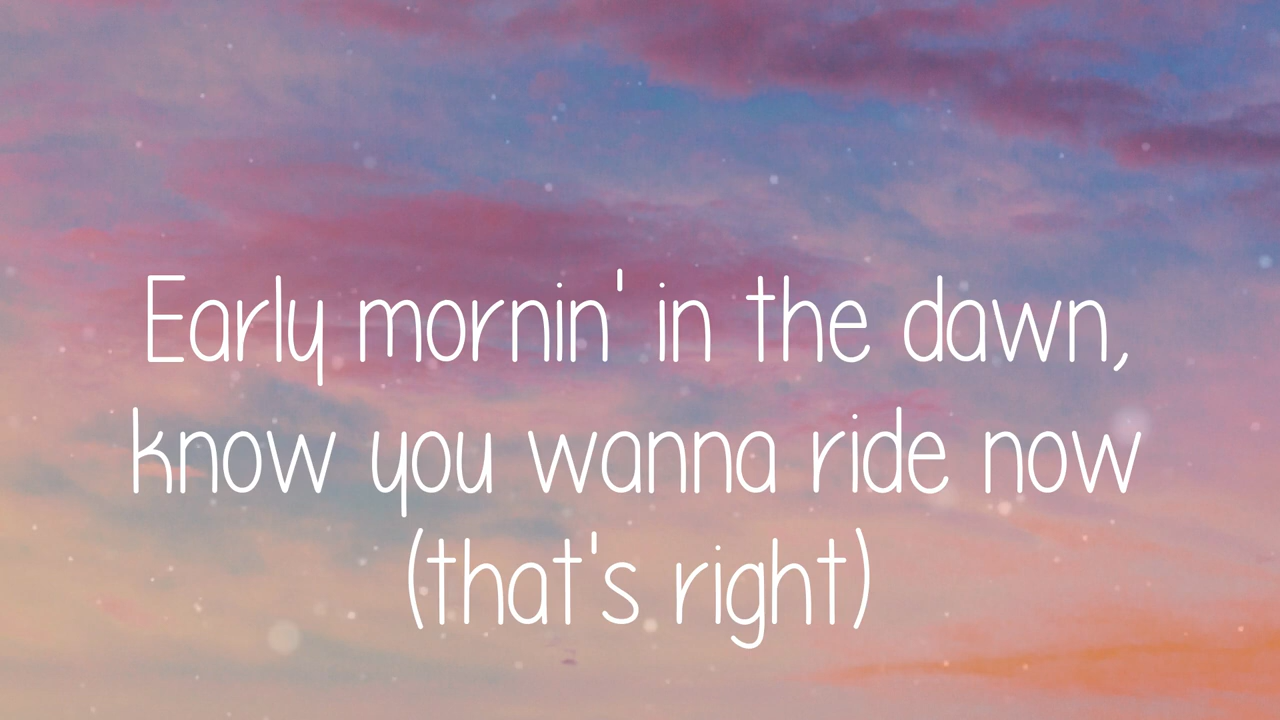 Early mornin' in the dawn,
know you wanna ride now
(that's right)